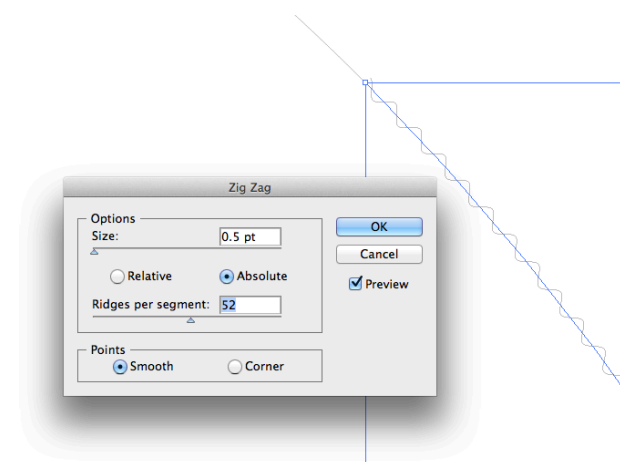 Zig Zag
Options
Size:
0.5 pt
Relative
Absolute
Ridges per segment:
52
Points
Smooth
Corner
OK
Cancel
Preview